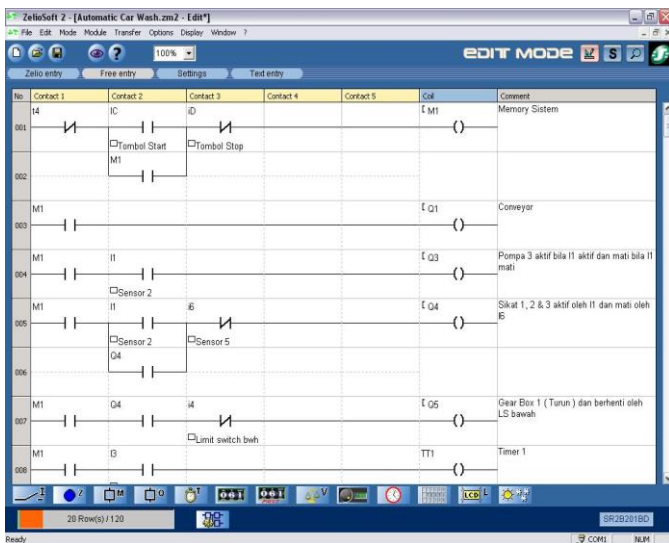 ZelioSoft 2 - [Automatic Car Wash.zm2 - Edit*]
File Edit Mode Module Transfer Options Display Window ?
100% EDIT MODE S
Zelio entry Free entry Settings Text entry
No Contact 1 Contact 2 Contact 3 Contact 4 Contact 5 Coil Comment
t4 IC iD [ M1 Memory Sistem
001
Tombol Start Tombol Stop
M1
002
M1 [ Q1 Conveyor
003
M1 I1 [ Q3 Pompa 3 aktif bila I1 aktif dan mati bila I1
mati
004
Sensor 2
M1 I1 i6 [ Q4 Sikat 1, 2 & 3 aktif oleh I1 dan mati oleh
I6
005
Sensor 2 Sensor 5
Q4
006
M1 Q4 i4 [ Q5 Gear Box 1 ( Turun ) dan berhenti oleh
LS bawah
007
Limit switch bwh
M1 I3 TT1 Timer 1
008
I Z M Q T V LCD L
28 Row(s) / 120 SR2B201BD
Ready COM1 NUM